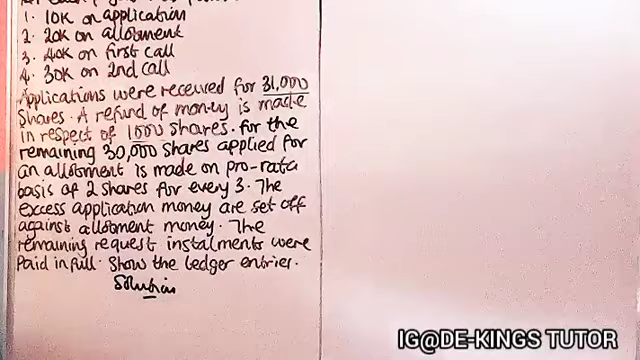 1. 10K on application
2. 20K on allotment
3. 40K on first call
4. 30K on 2nd call
Applications were received for 31,000
Shares. A refund of money is made
in respect of 1000 shares. for the
remaining 30,000 shares applied for
an allotment is made on pro-rata
basis of 2 shares for every 3. The
excess application money are set off
against allotment money. The
remaining request instalments were
Paid in full. Show the ledger entries.
Solution
IG@DE-KINGS TUTOR